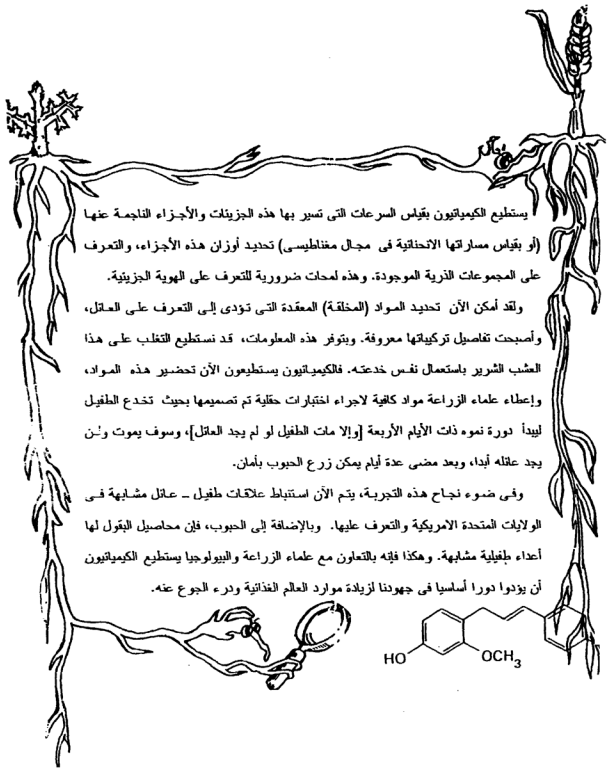 يستطيع الكيميائيون بقياس السرعات التى تسير بها هذه الجزيئات والأجزاء الناجمة عنها
(أو بقياس مساراتها الانحنائية فى مجال مغناطيسى) تحديد أوزان هذه الأجزاء، والتعرف
على المجموعات الذرية الموجودة. وهذه لمحات ضرورية للتعرف على الهوية الجزيئية.
ولقد أمكن الآن تحديد المواد (المخلقة) المعقدة التى تؤدى إلى التعرف على العائل،
وأصبحت تفاصيل تركيباتها معروفة. وبتوفر هذه المعلومات، قد نستطيع التغلب على هذا
العشب الشرير باستعمال نفس خدعته. فالكيميائيون يستطيعون الآن تحضير هذه المواد،
وإعطاء علماء الزراعة مواد كافية لاجراء اختبارات حقلية تم تصميمها بحيث تخدع الطفيل
ليبدأ دورة نموه ذات الأيام الأربعة [وإلا مات الطفيل لو لم يجد العائل]، وسوف يموت ولن
يجد عائله أبدا، وبعد مضى عدة أيام يمكن زرع الحبوب بأمان.
وفى ضوء نجاح هذه التجربة، يتم الآن استنباط علاقات طفيل – عائل مشابهة فى
الولايات المتحدة الامريكية والتعرف عليها. وبالإضافة إلى الحبوب، فإن محاصيل البقول لها
أعداء طفيلية مشابهة. وهكذا فإنه بالتعاون مع علماء الزراعة والبيولوجيا يستطيع الكيميائيون
أن يؤدوا دورا أساسيا فى جهودنا لزيادة موارد العالم الغذائية ودرء الجوع عنه.
HO
OCH3